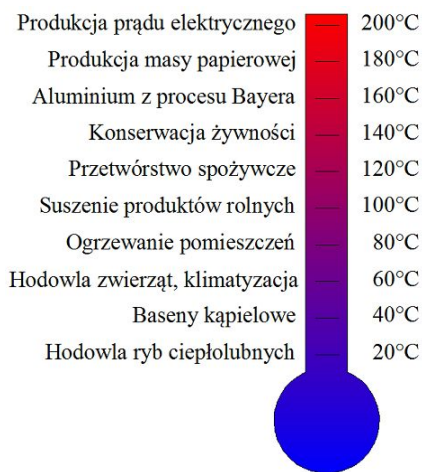 Produkcja prądu elektrycznego 200°C
Produkcja masy papierowej 180°C
Aluminium z procesu Bayera 160°C
Konserwacja żywności 140°C
Przetwórstwo spożywcze 120°C
Suszenie produktów rolnych 100°C
Ogrzewanie pomieszczeń 80°C
Hodowla zwierząt, klimatyzacja 60°C
Baseny kąpielowe 40°C
Hodowla ryb ciepłolubnych 20°C